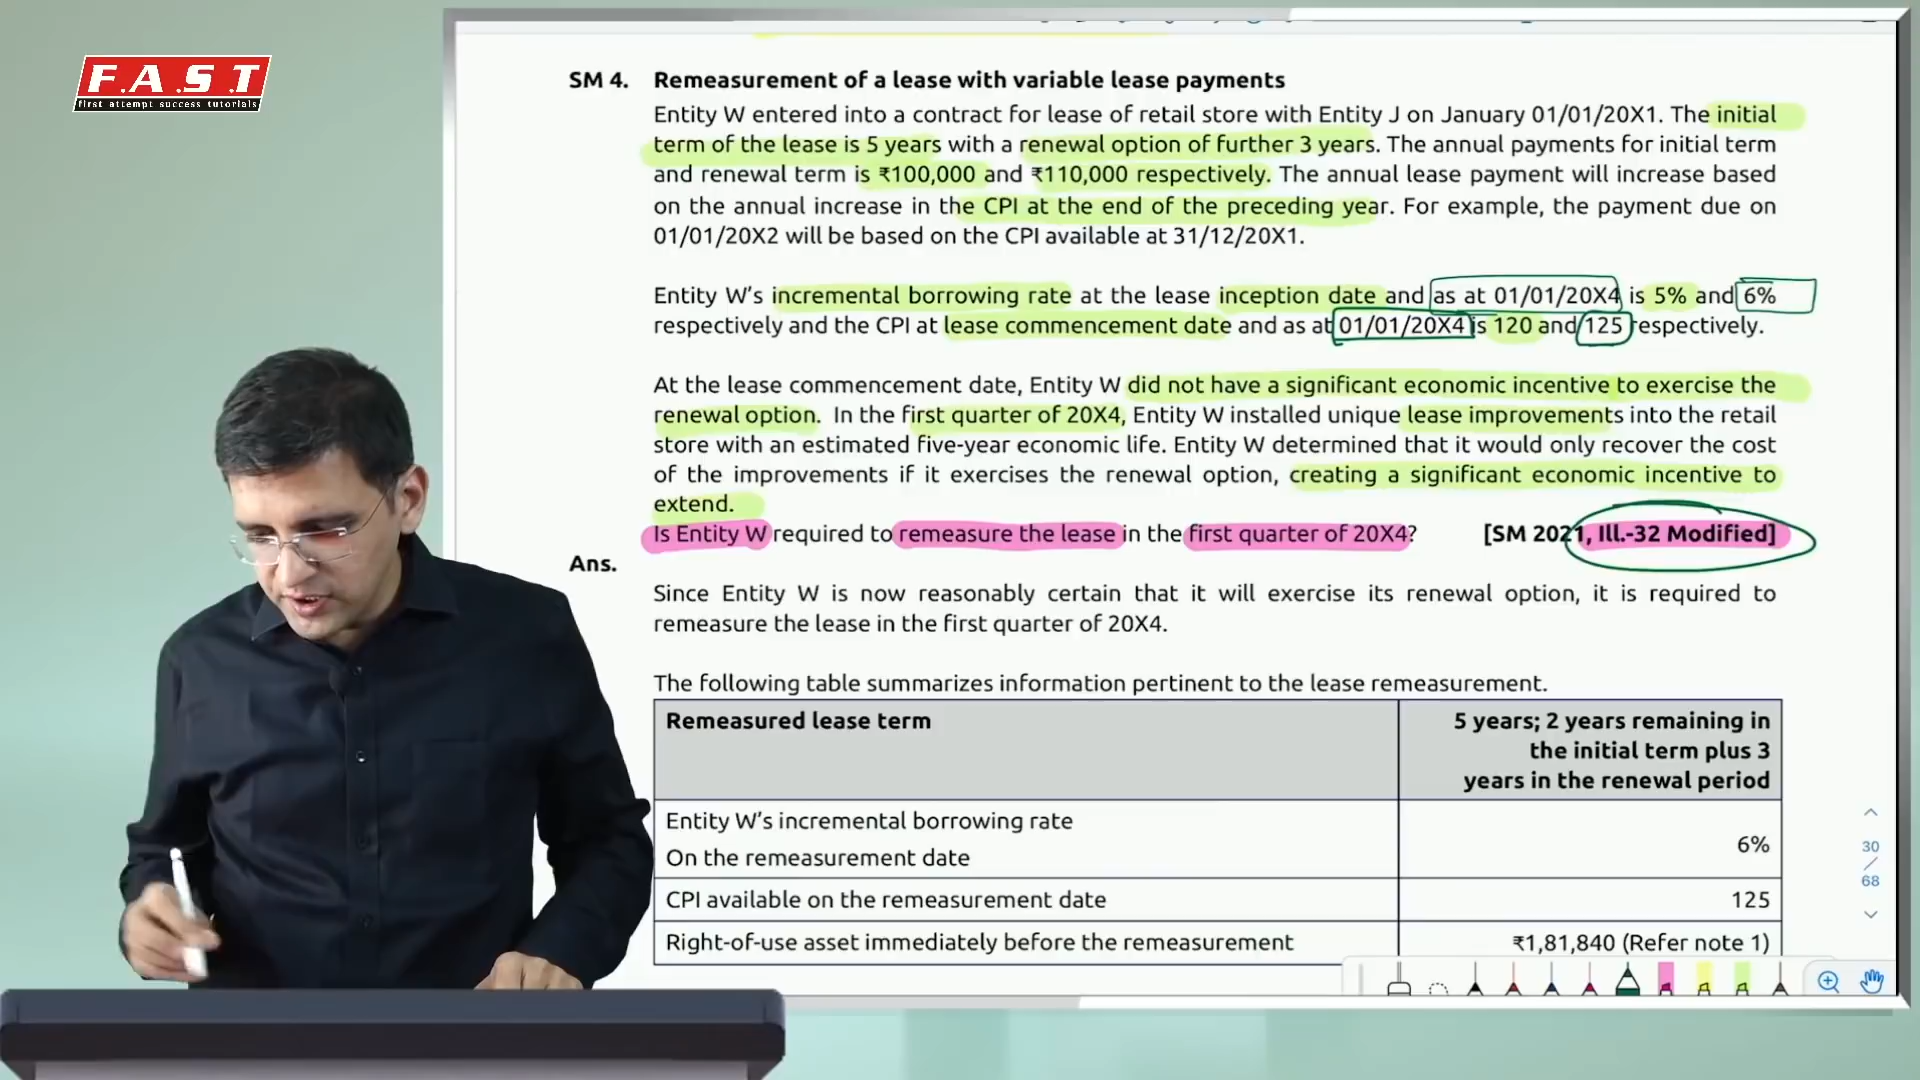 F.A.S.T
first attempt success tutorials
SM 4. Remeasurement of a lease with variable lease payments
Entity W entered into a contract for lease of retail store with Entity J on January 01/01/20X1. The initial
term of the lease is 5 years with a renewal option of further 3 years. The annual payments for initial term
and renewal term is ₹100,000 and ₹110,000 respectively. The annual lease payment will increase based
on the annual increase in the CPI at the end of the preceding year. For example, the payment due on
01/01/20X2 will be based on the CPI available at 31/12/20X1.
Entity W's incremental borrowing rate at the lease inception date and as at 01/01/20X4 is 5% and 6%
respectively and the CPI at lease commencement date and as at 01/01/20X4 is 120 and 125 respectively.
At the lease commencement date, Entity W did not have a significant economic incentive to exercise the
renewal option. In the first quarter of 20X4, Entity W installed unique lease improvements into the retail
store with an estimated five-year economic life. Entity W determined that it would only recover the cost
of the improvements if it exercises the renewal option, creating a significant economic incentive to
extend.
Is Entity W required to remeasure the lease in the first quarter of 20X4? [SM 2021, Ill.-32 Modified]
Ans.
Since Entity W is now reasonably certain that it will exercise its renewal option, it is required to
remeasure the lease in the first quarter of 20X4.
The following table summarizes information pertinent to the lease remeasurement.
Remeasured lease term
5 years; 2 years remaining in
the initial term plus 3
years in the renewal period
Entity W's incremental borrowing rate
On the remeasurement date
6%
CPI available on the remeasurement date 125
Right-of-use asset immediately before the remeasurement ₹1,81,840 (Refer note 1)
30
/
68